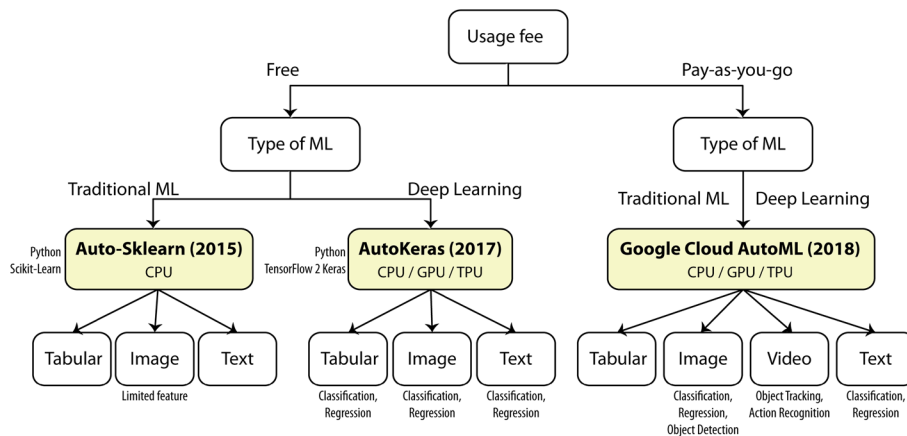 Usage fee
Free
Pay-as-you-go
Type of ML
Type of ML
Traditional ML
Deep Learning
Traditional ML
Deep Learning
Python
Scikit-Learn
Auto-Sklearn (2015)
CPU
Python
TensorFlow 2 Keras
AutoKeras (2017)
CPU / GPU / TPU
Google Cloud AutoML (2018)
CPU / GPU / TPU
Tabular
Image
Text
Tabular
Image
Text
Tabular
Image
Video
Text
Limited feature
Classification,
Regression
Classification,
Regression
Classification,
Regression
Classification,
Regression,
Object Detection
Object Tracking,
Action Recognition
Classification,
Regression